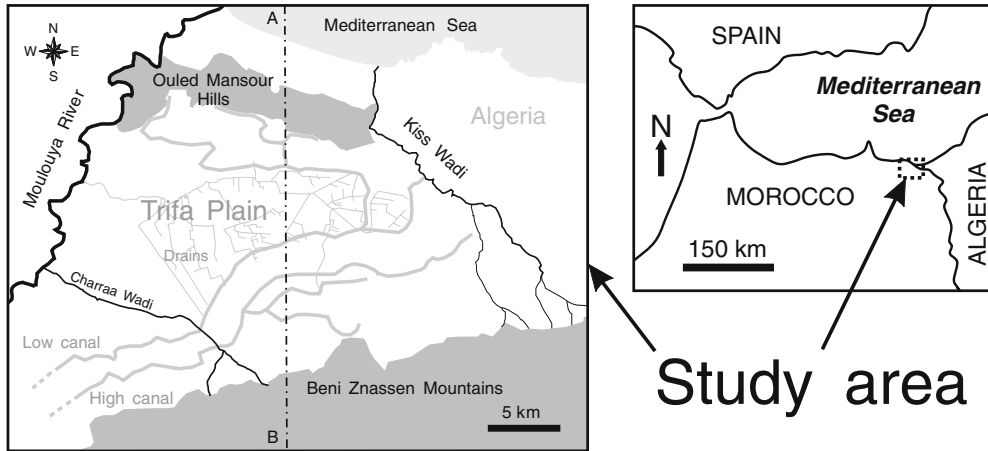 A
Mediterranean Sea
N
W E
S
Ouled Mansour
Hills
Algeria
Moulouya River
Kiss Wadi
Trifa Plain
Drains
Charraa Wadi
Low canal
High canal
Beni Znassen Mountains
5 km
B
SPAIN
Mediterranean
Sea
N
MOROCCO
ALGERIA
150 km
Study area